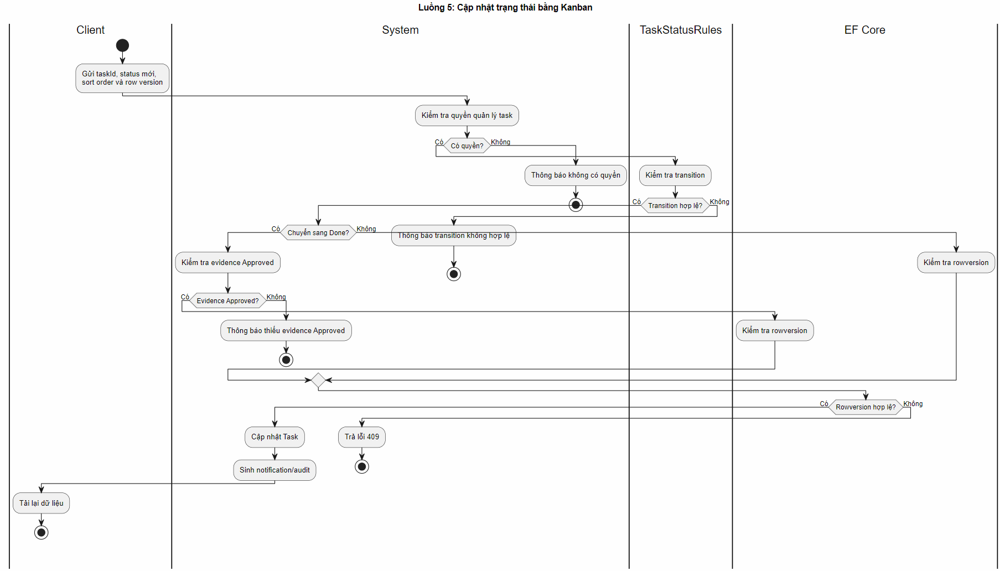 Luồng 5: Cập nhật trạng thái bằng Kanban
Client
System
TaskStatusRules
EF Core
Gửi taskId, status mới,
sort order và row version
Kiểm tra quyền quản lý task
Có
Có quyền?
Không
Thông báo không có quyền
Kiểm tra transition
Có
Transition hợp lệ?
Không
Có
Chuyển sang Done?
Không
Thông báo transition không hợp lệ
Kiểm tra evidence Approved
Kiểm tra rowversion
Có
Evidence Approved?
Không
Thông báo thiếu evidence Approved
Kiểm tra rowversion
Có
Rowversion hợp lệ?
Không
Cập nhật Task
Trả lỗi 409
Sinh notification/audit
Tải lại dữ liệu